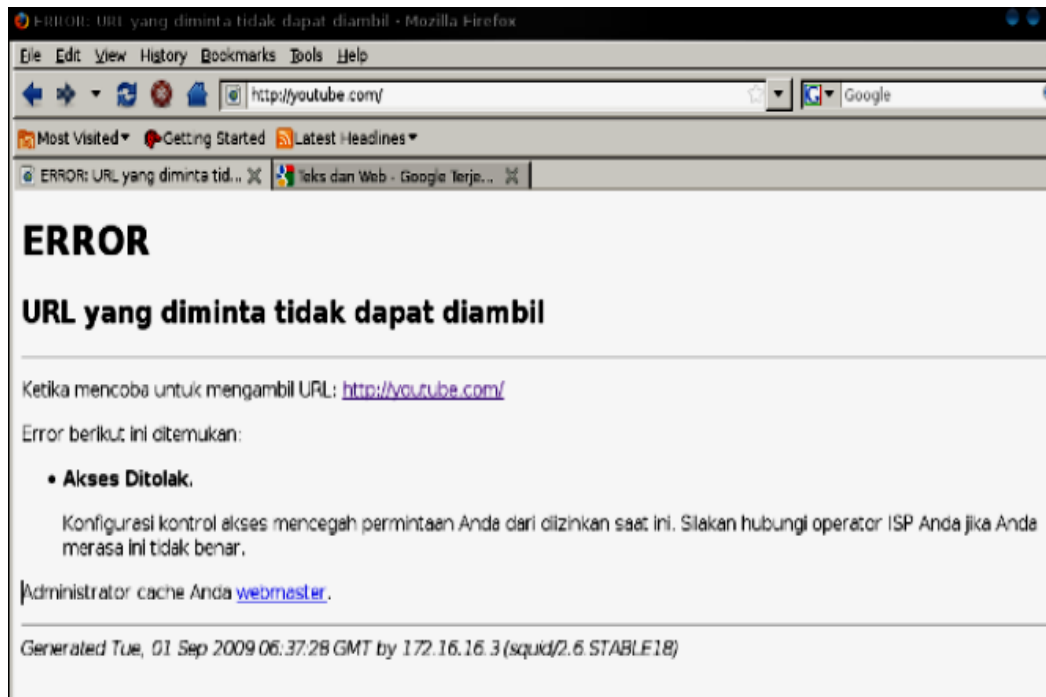 ERROR: URL yang diminta tidak dapat diambil - Mozilla Firefox
File Edit View History Bookmarks Tools Help
http://youtube.com/ Google
Most Visited Getting Started Latest Headlines
ERROR: URL yang diminta tid... Teks dan Web - Google Terje...
ERROR
URL yang diminta tidak dapat diambil
Ketika mencoba untuk mengambil URL: http://youtube.com/
Error berikut ini ditemukan:
• Akses Ditolak.
Konfigurasi kontrol akses mencegah permintaan Anda dari diizinkan saat ini. Silakan hubungi operator ISP Anda jika Anda
merasa ini tidak benar.
Administrator cache Anda webmaster.
Generated Tue, 01 Sep 2009 06:37:28 GMT by 172.16.16.3 (squid/2.6.STABLE18)